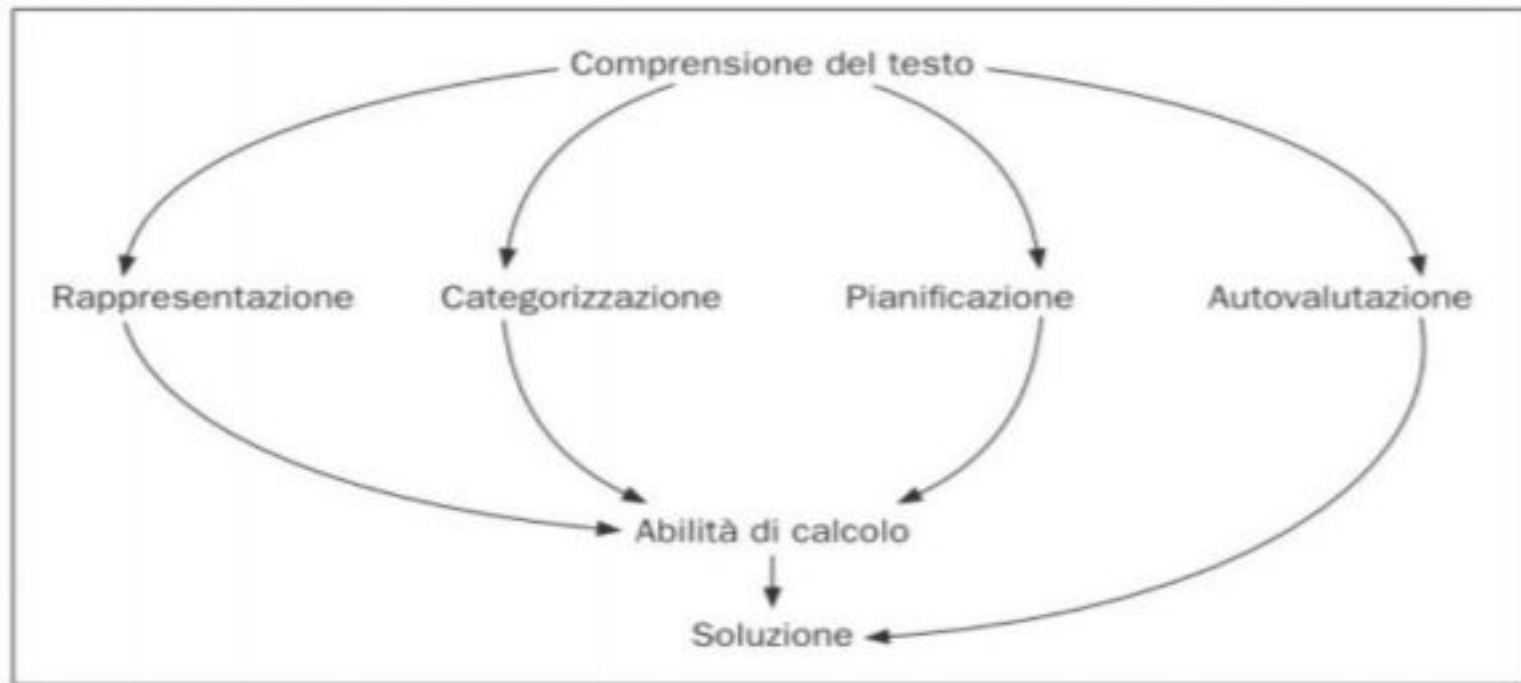 Comprensione del testo
Rappresentazione
Categorizzazione
Pianificazione
Autovalutazione
Abilità di calcolo
Soluzione